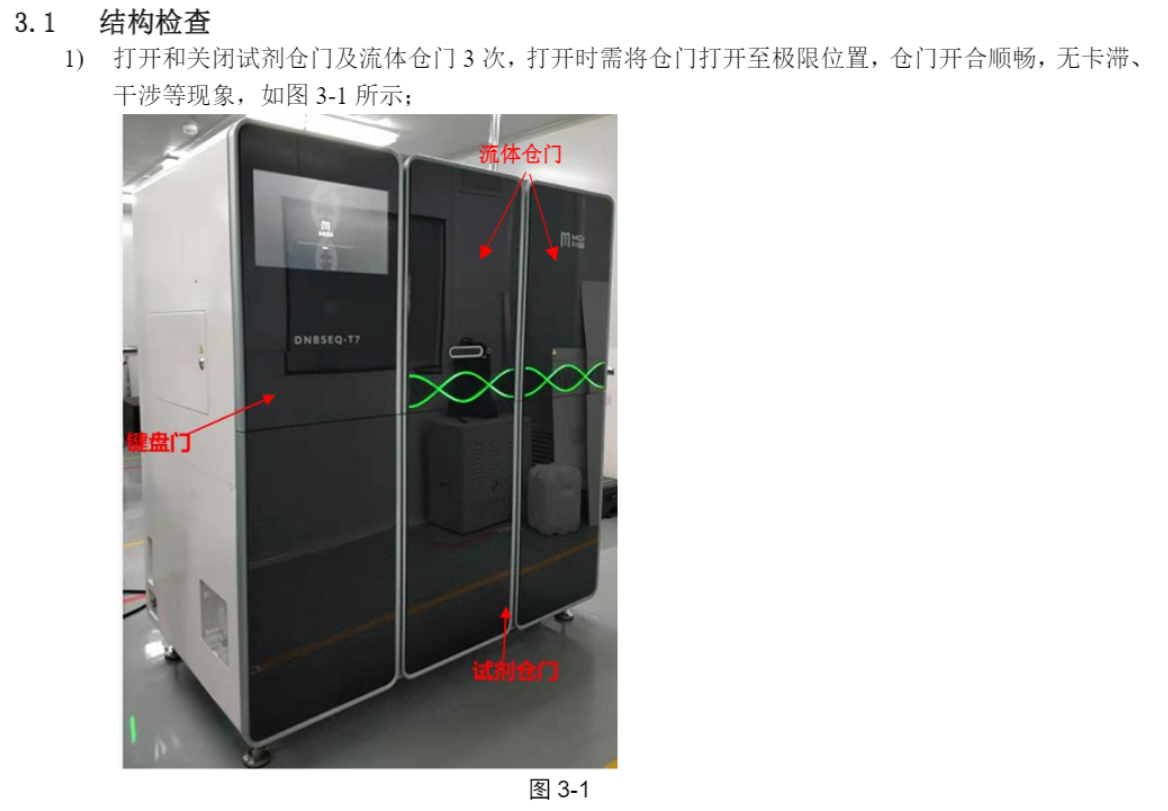 3.1 结构检查
1) 打开和关闭试剂仓门及流体仓门 3 次，打开时需将仓门打开至极限位置，仓门开合顺畅，无卡滞、
干涉等现象，如图 3-1 所示；
流体仓门
DNBSEQ-T7
键盘门
试剂仓门
图 3-1